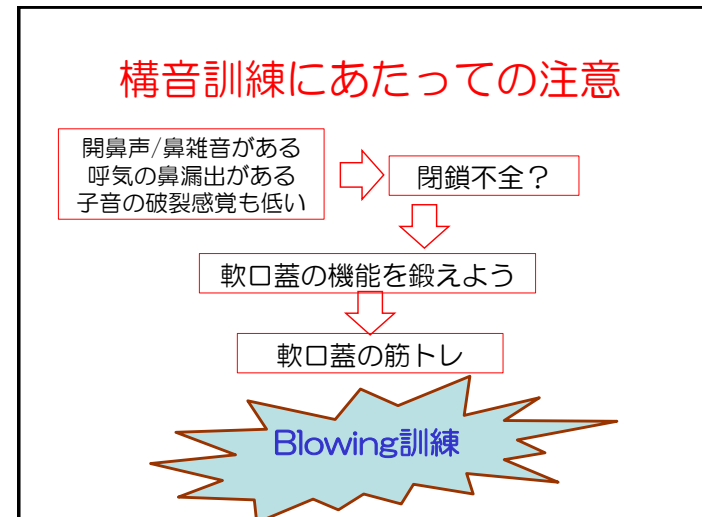 構音訓練にあたっての注意
開鼻声/鼻雑音がある
呼気の鼻漏出がある
子音の破裂感覚も低い
閉鎖不全？
軟口蓋の機能を鍛えよう
軟口蓋の筋トレ
Blowing訓練